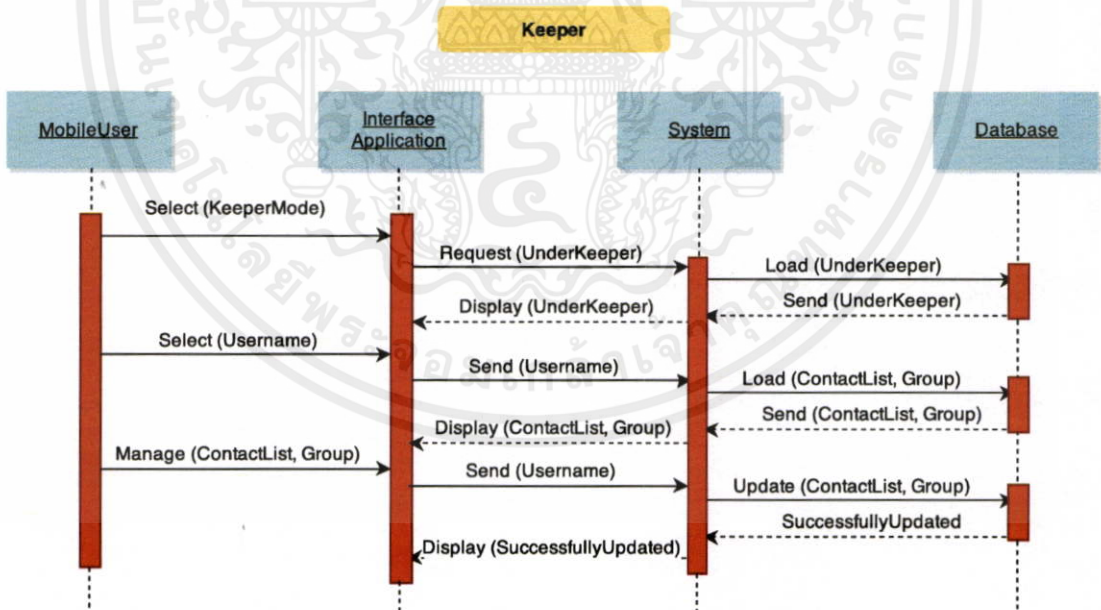 Keeper
MobileUser
Interface
Application
System
Database
Select (KeeperMode)
Request (UnderKeeper)
Load (UnderKeeper)
Send (UnderKeeper)
Display (UnderKeeper)
Select (Username)
Send (Username)
Load (ContactList, Group)
Send (ContactList, Group)
Display (ContactList, Group)
Manage (ContactList, Group)
Send (Username)
Update (ContactList, Group)
SuccessfullyUpdated
Display (SuccessfullyUpdated)